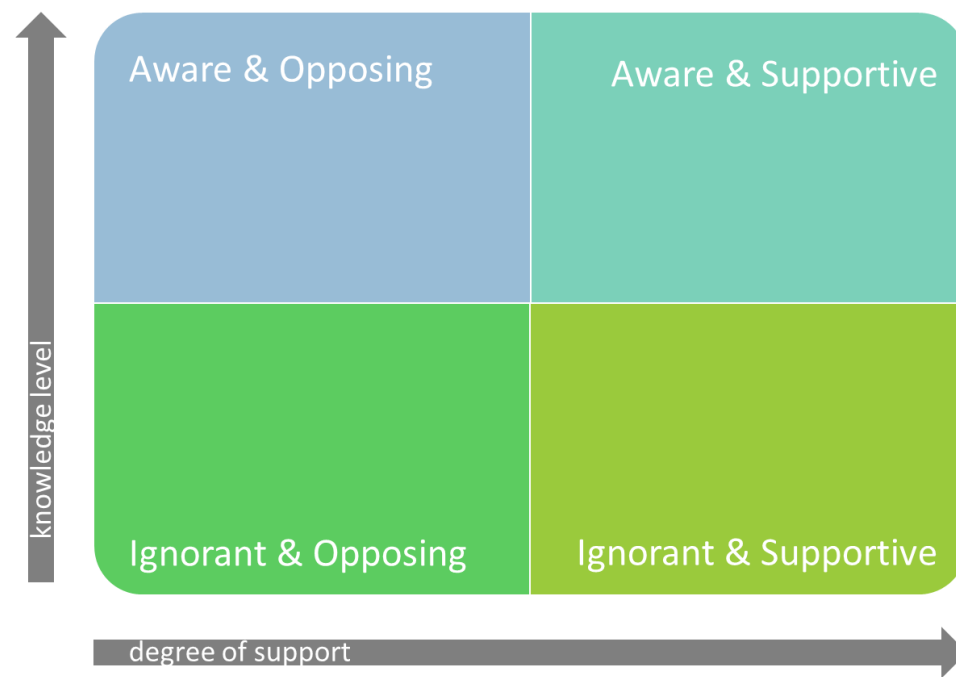 Aware & Opposing
Aware & Supportive
knowledge level
Ignorant & Opposing
Ignorant & Supportive
degree of support